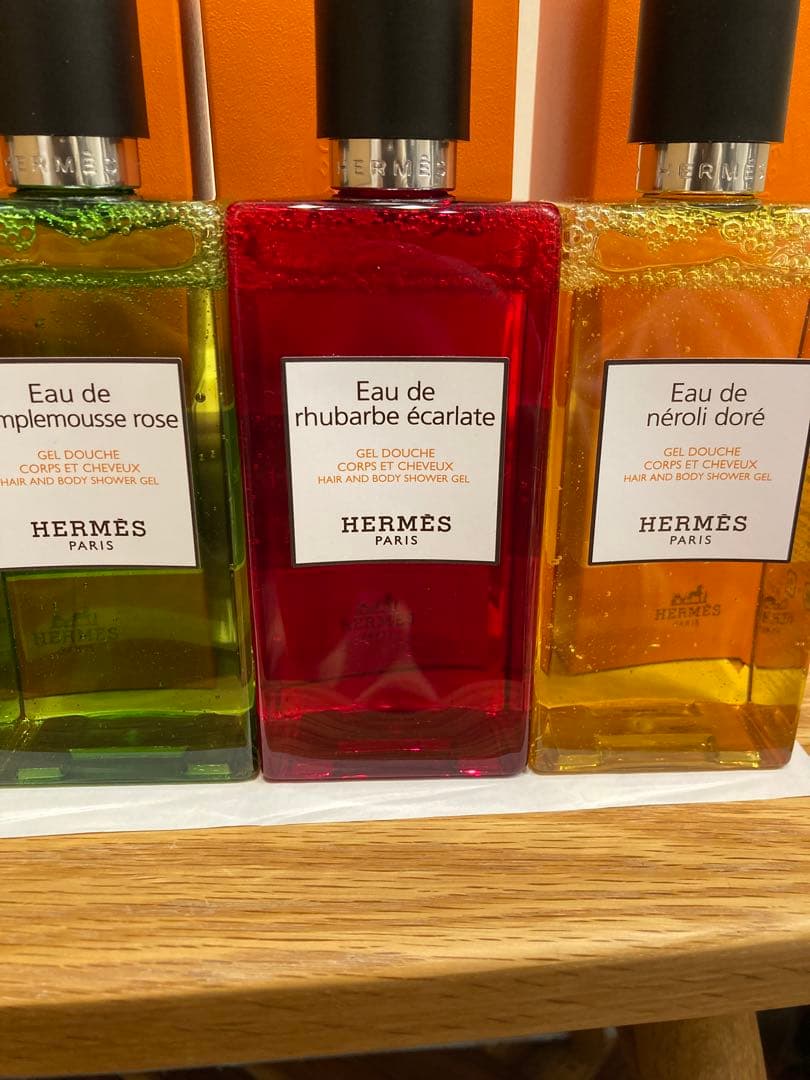 HERMÈS
HERMÈS
HERMÈS
Eau de
mplemousse rose
GEL DOUCHE
CORPS ET CHEVEUX
HAIR AND BODY SHOWER GEL
HERMÈS
PARIS
HERMÈS
Eau de
rhubarbe écarlate
GEL DOUCHE
CORPS ET CHEVEUX
HAIR AND BODY SHOWER GEL
HERMÈS
PARIS
HERMÈS
Eau de
néroli doré
GEL DOUCHE
CORPS ET CHEVEUX
HAIR AND BODY SHOWER GEL
HERMÈS
PARIS
HERMÈS
PARIS